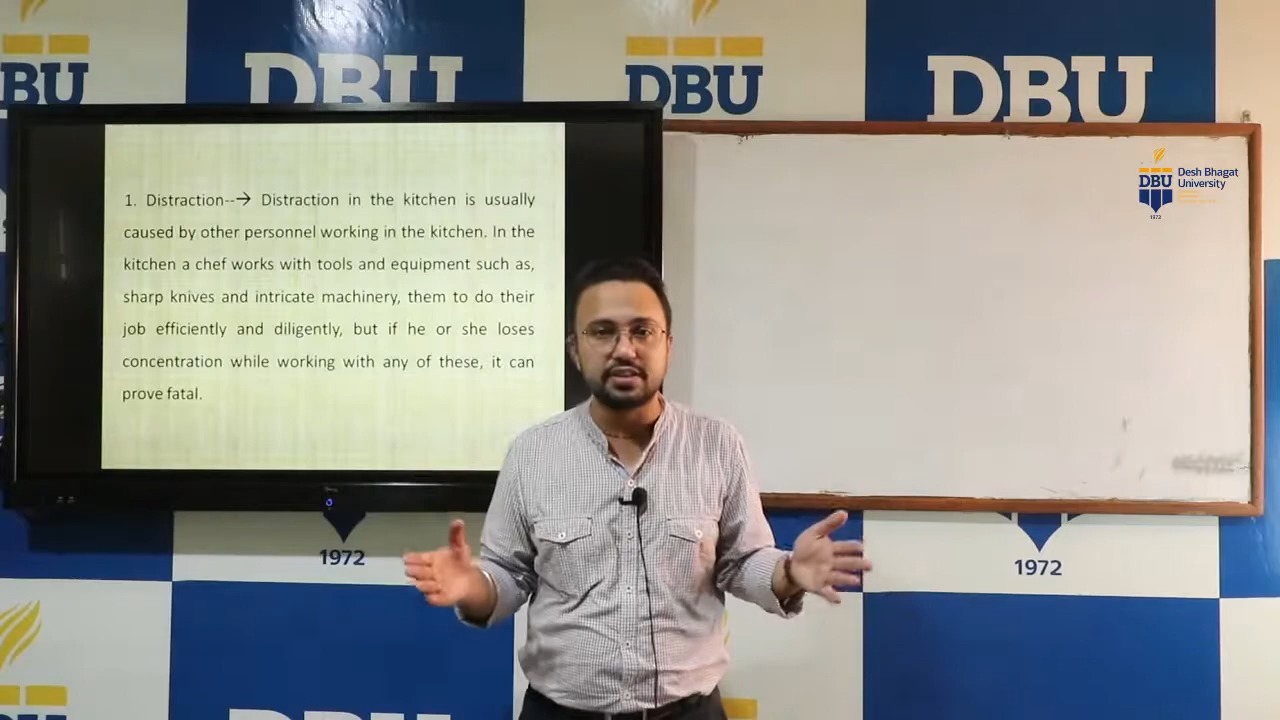 DBU
DBU
DBU
DBU
1. Distraction--→ Distraction in the kitchen is usually
caused by other personnel working in the kitchen. In the
kitchen a chef works with tools and equipment such as,
sharp knives and intricate machinery, them to do their
job efficiently and diligently, but if he or she loses
concentration while working with any of these, it can
prove fatal.
DBU
Desh Bhagat
University
1972
1972
1972
DBU
DBU